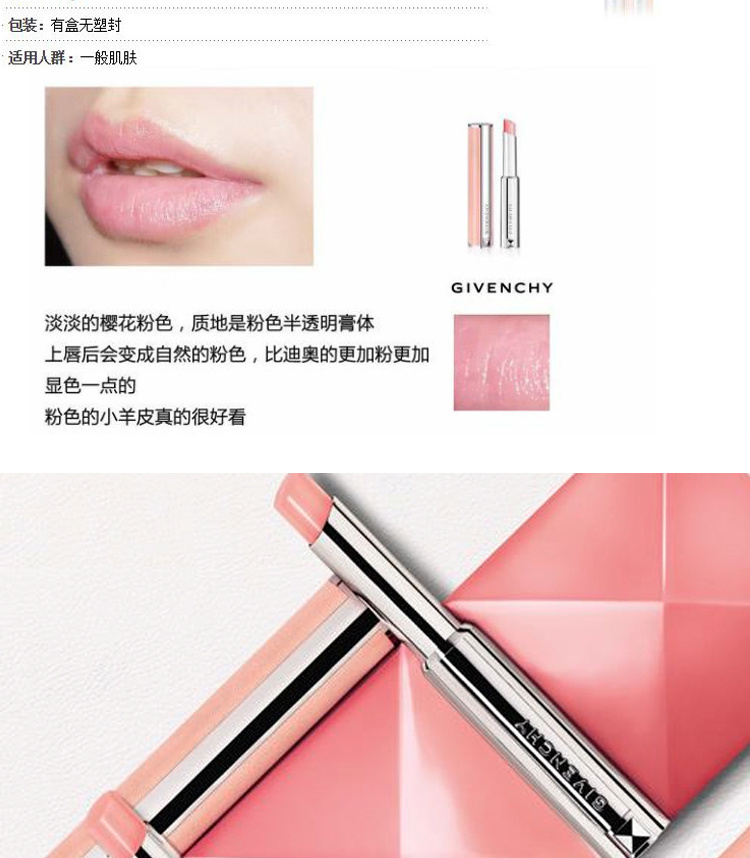 包装：有盒无塑封
适用人群：一般肌肤
GIVENCHY
淡淡的樱花粉色，质地是粉色半透明膏体
上唇后会变成自然的粉色，比迪奥的更加粉更加
显色一点的
粉色的小羊皮真的很好看
GIVENCHY